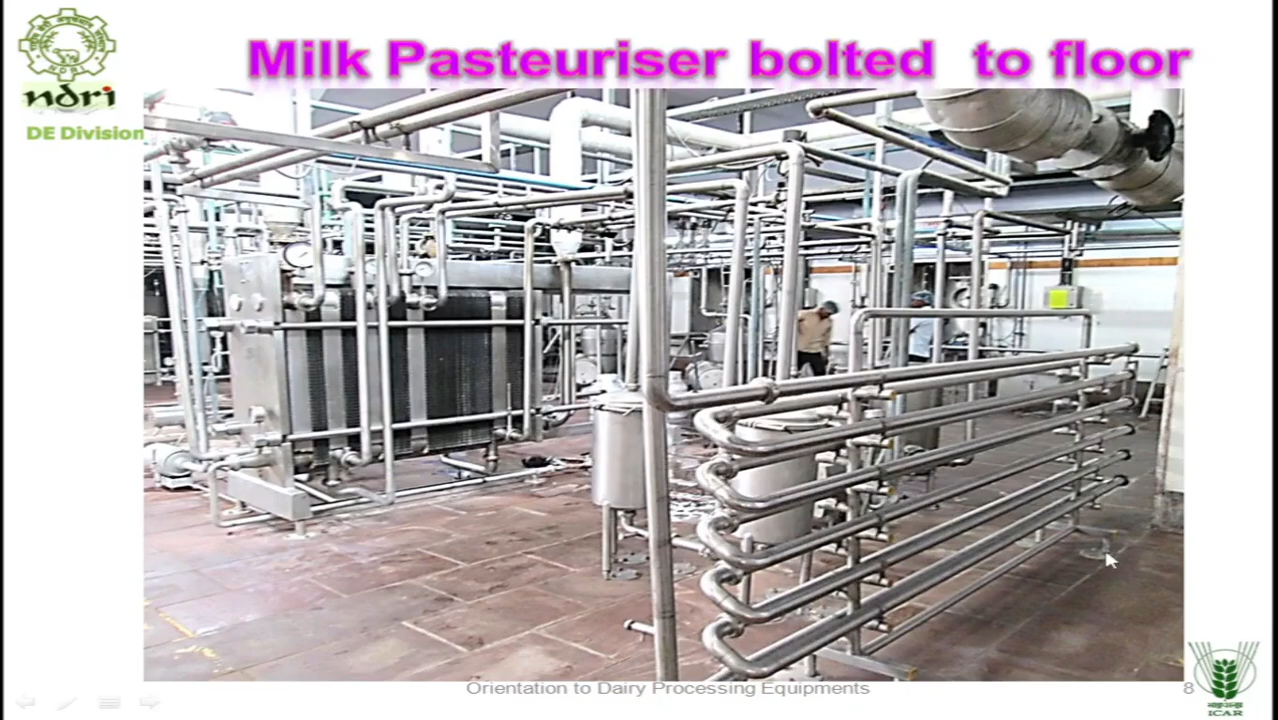 Milk Pasteuriser bolted to floor
ndri
DE Division
Orientation to Dairy Processing Equipments
8
ICAR